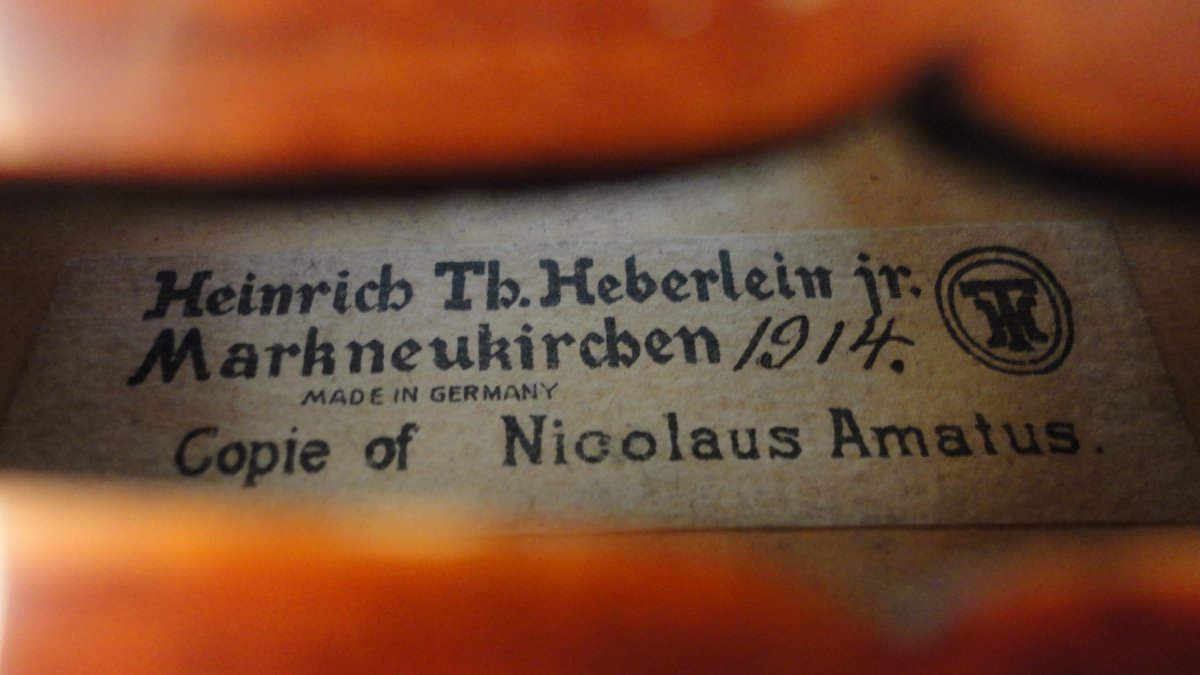 Heinrich Th. Heberlein jr.
Markneukirchen 1914.
MADE IN GERMANY
Copie of Nicolaus Amatus.